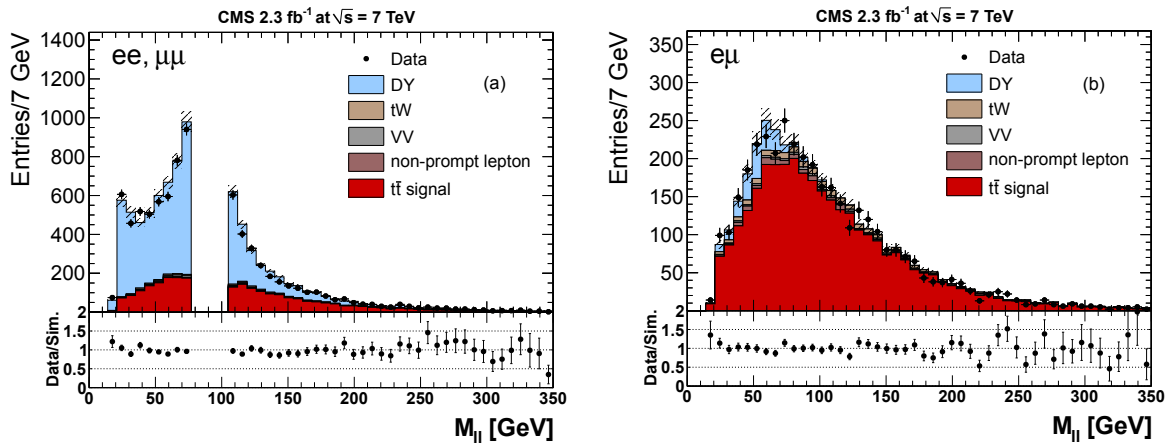 CMS 2.3 fb⁻¹ at √s = 7 TeV
ee, μμ
(a)
Data
DY
tW
VV
non-prompt lepton
tt̄ signal
Entries/7 GeV
1400
1200
1000
800
600
400
200
Data/Sim.
2
1.5
1
0.5
0
0 50 100 150 200 250 300 350
M_ll [GeV]
CMS 2.3 fb⁻¹ at √s = 7 TeV
eμ
(b)
Data
DY
tW
VV
non-prompt lepton
tt̄ signal
Entries/7 GeV
350
300
250
200
150
100
50
Data/Sim.
2
1.5
1
0.5
0
0 50 100 150 200 250 300 350
M_ll [GeV]